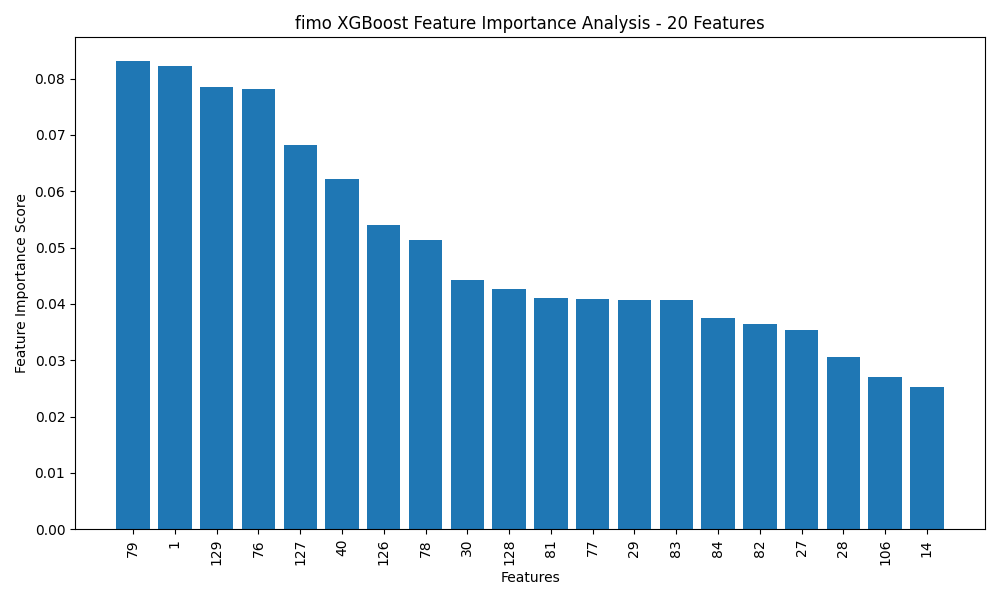 fimo XGBoost Feature Importance Analysis - 20 Features
Feature Importance Score
0.08
0.07
0.06
0.05
0.04
0.03
0.02
0.01
0.00
79 1 129 76 127 40 126 78 30 128 81 77 29 83 84 82 27 28 106 14
Features